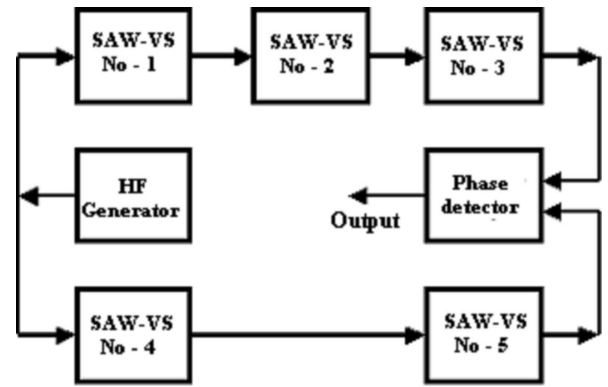 SAW-VS
No - 1
SAW-VS
No - 2
SAW-VS
No - 3
HF
Generator
Phase
detector
Output
SAW-VS
No - 4
SAW-VS
No - 5